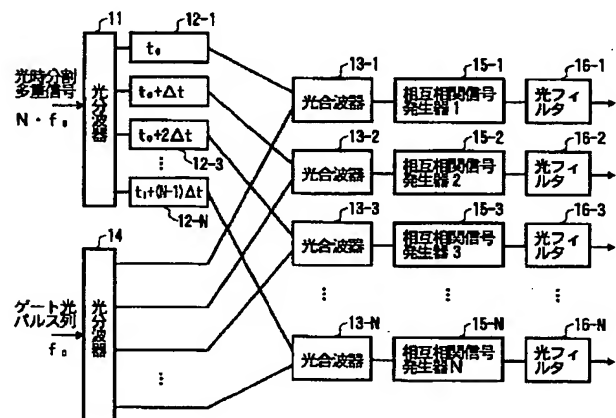 11
12-1
光時分割
多重信号
N・f₀
光分波器
t₀
t₀+Δt
t₀+2Δt
12-3
⋮
t₁+(N-1)Δt
12-N
13-1
光合波器
15-1
相互相関信号
発生器1
16-1
光フィ
ルタ
13-2
光合波器
15-2
相互相関信号
発生器2
16-2
光フィ
ルタ
13-3
光合波器
15-3
相互相関信号
発生器3
16-3
光フィ
ルタ
⋮
⋮
⋮
13-N
光合波器
15-N
相互相関信号
発生器N
16-N
光フィ
ルタ
14
ゲート光
パルス列
f₀
光分波器
⋮